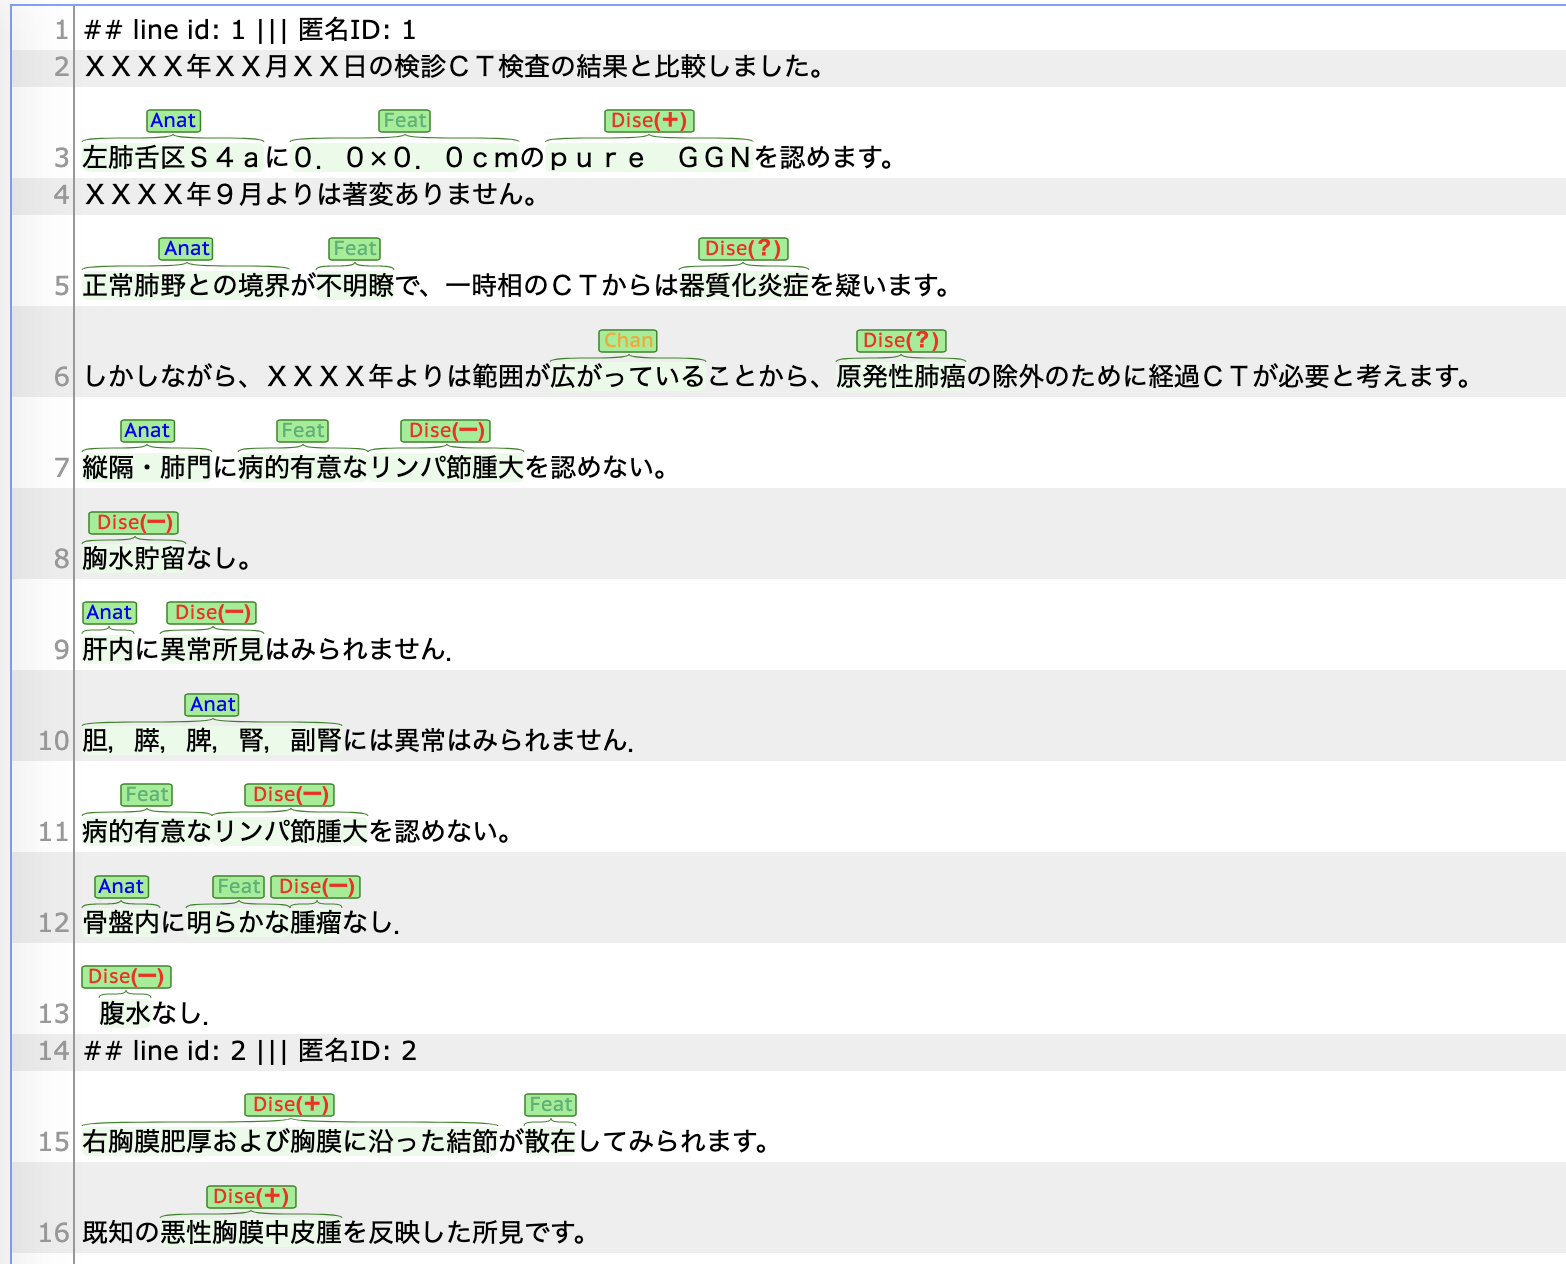 1 ## line id: 1 ||| 匿名ID: 1
2 ＸＸＸＸ年ＸＸ月ＸＸ日の検診ＣＴ検査の結果と比較しました。
Anat Feat Dise(+)
3 左肺舌区Ｓ４ａに０．０×０．０ｃｍのｐｕｒｅ　ＧＧＮを認めます。
4 ＸＸＸＸ年９月よりは著変ありません。
Anat Feat Dise(?)
5 正常肺野との境界が不明瞭で、一時相のＣＴからは器質化炎症を疑います。
Chan Dise(?)
6 しかしながら、ＸＸＸＸ年よりは範囲が広がっていることから、原発性肺癌の除外のために経過ＣＴが必要と考えます。
Anat Feat Dise(ー)
7 縦隔・肺門に病的有意なリンパ節腫大を認めない。
Dise(ー)
8 胸水貯留なし。
Anat Dise(ー)
9 肝内に異常所見はみられません．
Anat
10 胆，膵，脾，腎，副腎には異常はみられません．
Feat Dise(ー)
11 病的有意なリンパ節腫大を認めない。
Anat Feat Dise(ー)
12 骨盤内に明らかな腫瘤なし．
Dise(ー)
13 腹水なし．
14 ## line id: 2 ||| 匿名ID: 2
Dise(+) Feat
15 右胸膜肥厚および胸膜に沿った結節が散在してみられます。
Dise(+)
16 既知の悪性胸膜中皮腫を反映した所見です。